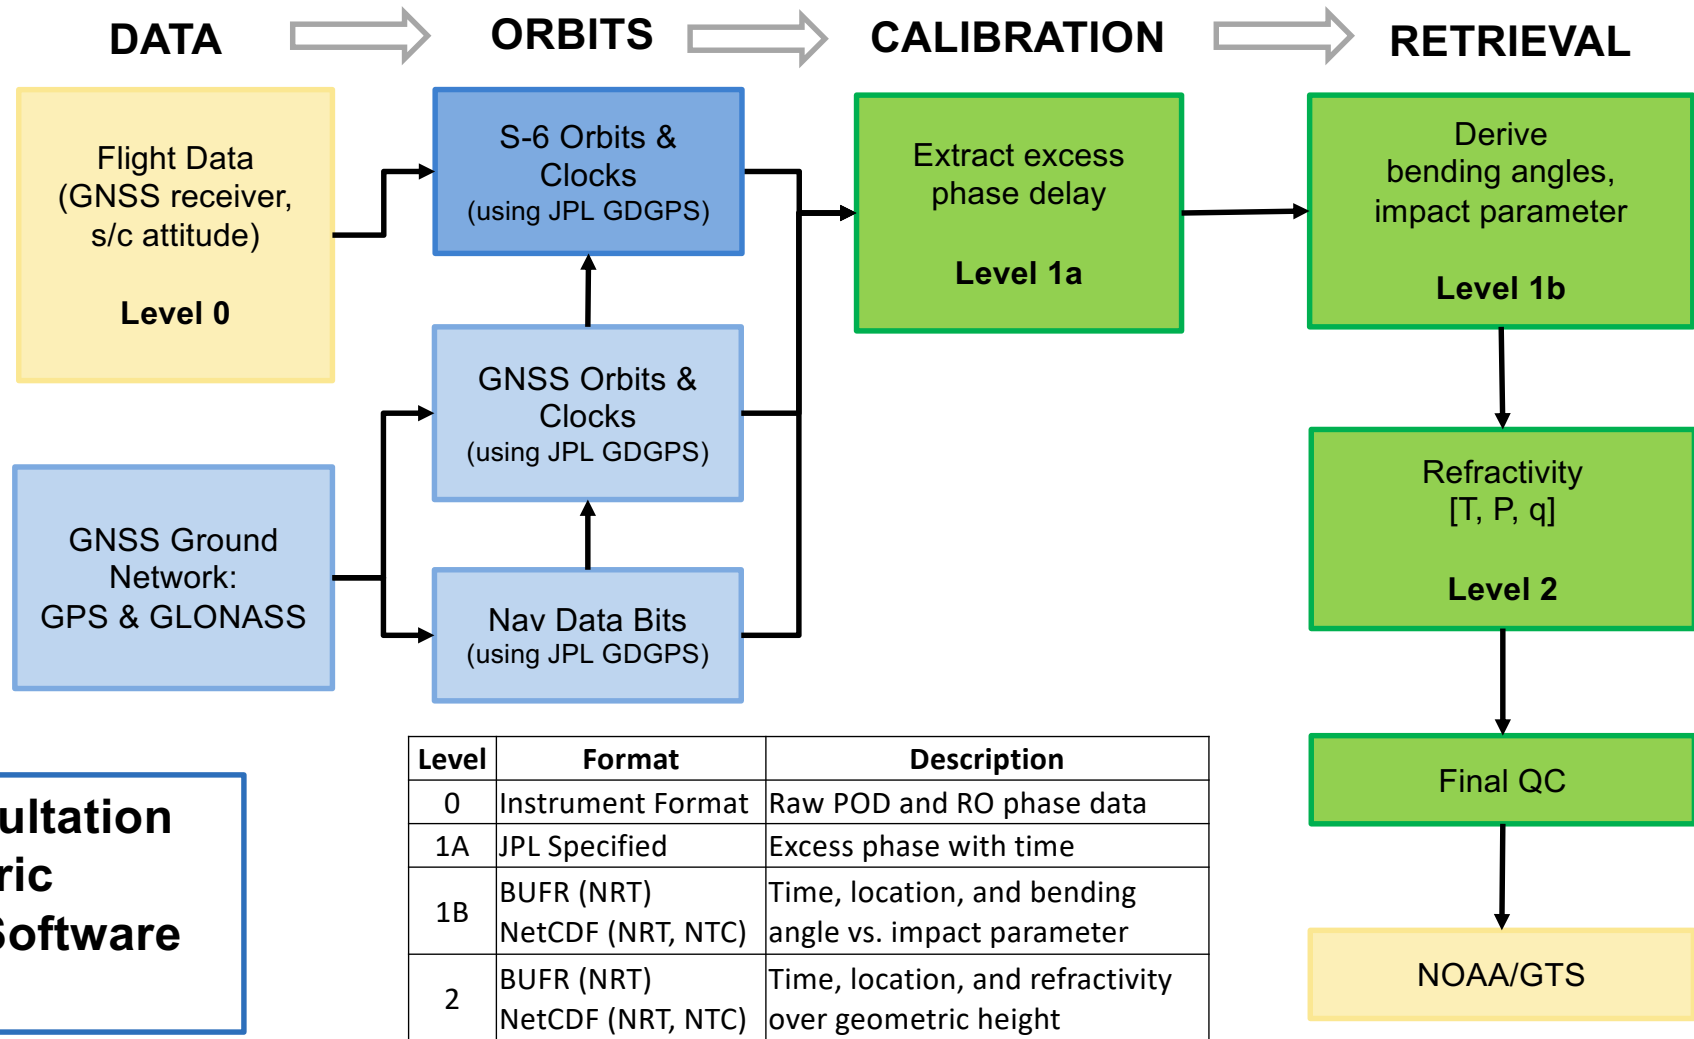 DATA
ORBITS
CALIBRATION
RETRIEVAL
Flight Data
(GNSS receiver,
s/c attitude)
Level 0
GNSS Ground
Network:
GPS & GLONASS
S-6 Orbits &
Clocks
(using JPL GDGPS)
GNSS Orbits &
Clocks
(using JPL GDGPS)
Nav Data Bits
(using JPL GDGPS)
Extract excess
phase delay
Level 1a
Derive
bending angles,
impact parameter
Level 1b
Refractivity
[T, P, q]
Level 2
Final QC
NOAA/GTS
Level Format Description
0 Instrument Format Raw POD and RO phase data
1A JPL Specified Excess phase with time
1B BUFR (NRT) Time, location, and bending
NetCDF (NRT, NTC) angle vs. impact parameter
2 BUFR (NRT) Time, location, and refractivity
NetCDF (NRT, NTC) over geometric height
ultation
ric
Software